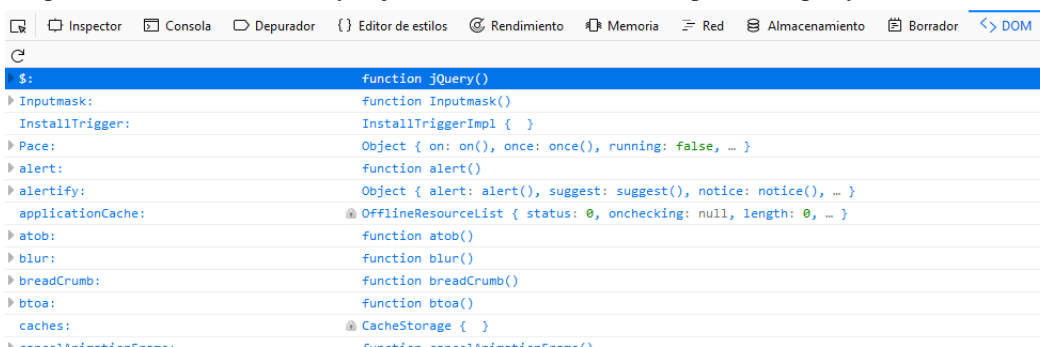 Inspector Consola Depurador {} Editor de estilos Rendimiento Memoria Red Almacenamiento Borrador DOM
$: function jQuery()
Inputmask: function Inputmask()
InstallTrigger: InstallTriggerImpl { }
Pace: Object { on: on(), once: once(), running: false, … }
alert: function alert()
alertify: Object { alert: alert(), suggest: suggest(), notice: notice(), … }
applicationCache: OfflineResourceList { status: 0, onchecking: null, length: 0, … }
atob: function atob()
blur: function blur()
breadCrumb: function breadCrumb()
btoa: function btoa()
caches: CacheStorage { }
cancelAnimationFrame: function cancelAnimationFrame()